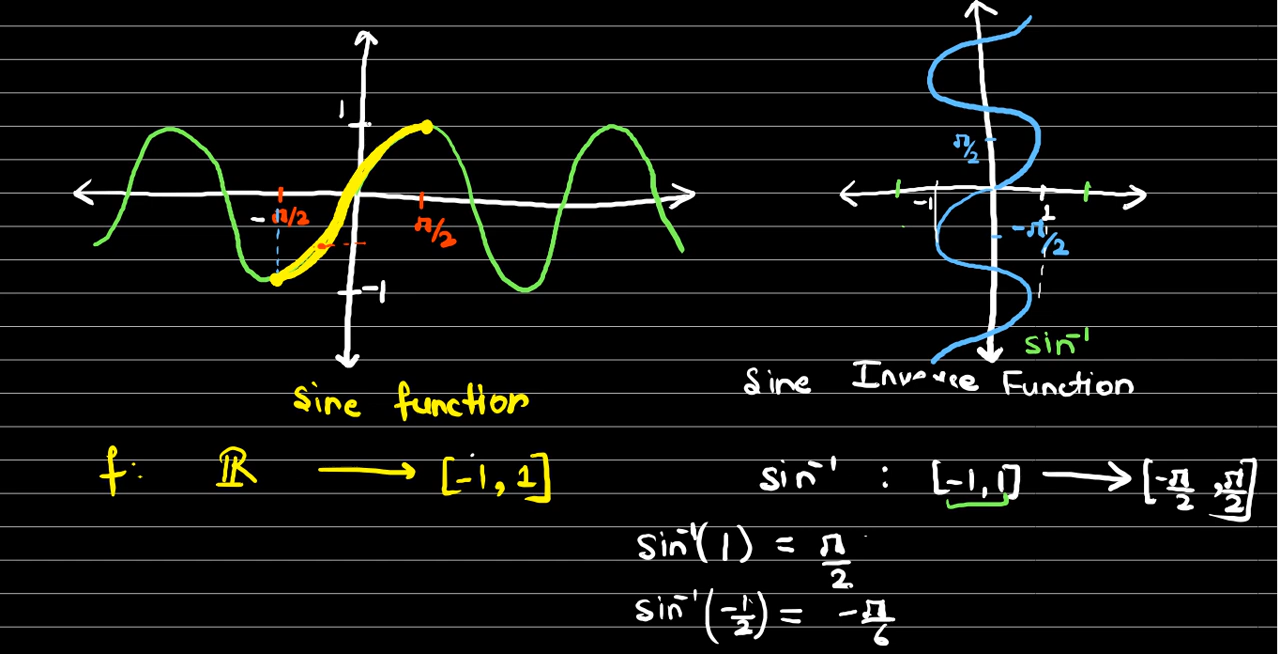 1
-1
-π/2
π/2
sine function
f: ℝ ⟶ [-1, 1]
π/2
-1
1
-π/2
sin⁻¹
Sine Inverse Function
sin⁻¹ : [-1, 1] ⟶ [-π/2, π/2]
sin⁻¹(1) = π/2
sin⁻¹(-1/2) = -π/6